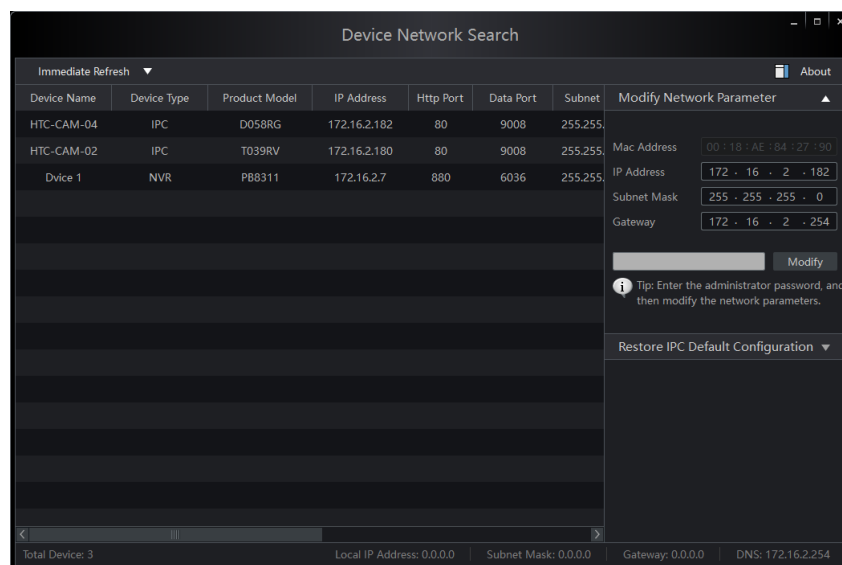 Device Network Search
Immediate Refresh ▼ About
Device Name Device Type Product Model IP Address Http Port Data Port Subnet
HTC-CAM-04 IPC D058RG 172.16.2.182 80 9008 255.255.
HTC-CAM-02 IPC T039RV 172.16.2.180 80 9008 255.255.
Dvice 1 NVR PB8311 172.16.2.7 880 6036 255.255.
Modify Network Parameter ▲
Mac Address 00 : 18 : AE : 84 : 27 : 90
IP Address 172 . 16 . 2 . 182
Subnet Mask 255 . 255 . 255 . 0
Gateway 172 . 16 . 2 . 254
Modify
Tip: Enter the administrator password, and
then modify the network parameters.
Restore IPC Default Configuration ▼
Total Device: 3 Local IP Address: 0.0.0.0 Subnet Mask: 0.0.0.0 Gateway: 0.0.0.0 DNS: 172.16.2.254